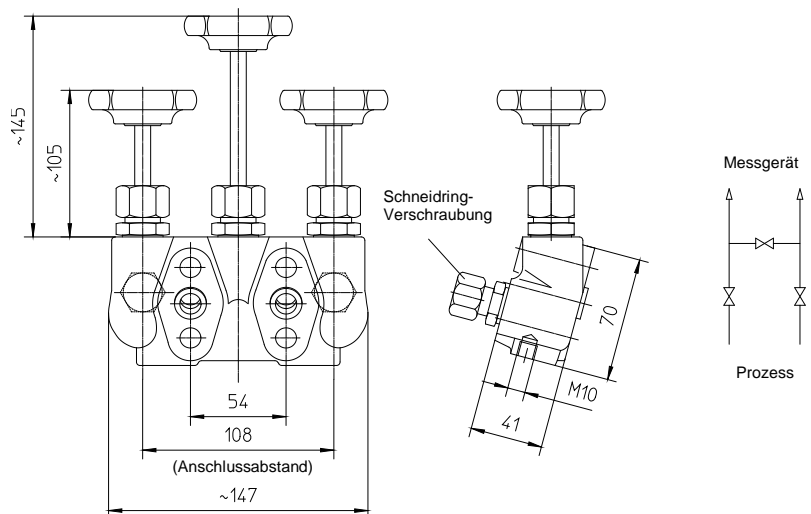 ~145
~105
Schneidring-
Verschraubung
Messgerät
70
M10
Prozess
54
41
108
(Anschlussabstand)
~147